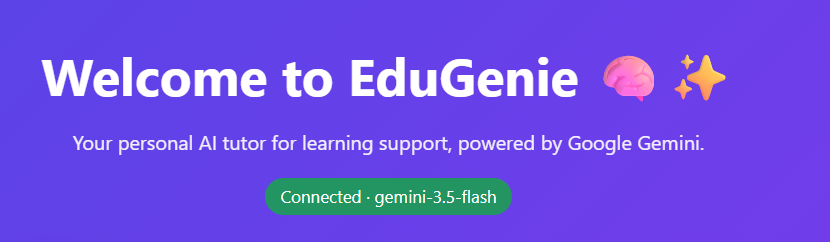 Welcome to EduGenie 🧠 ✨
Your personal AI tutor for learning support, powered by Google Gemini.
Connected · gemini-3.5-flash